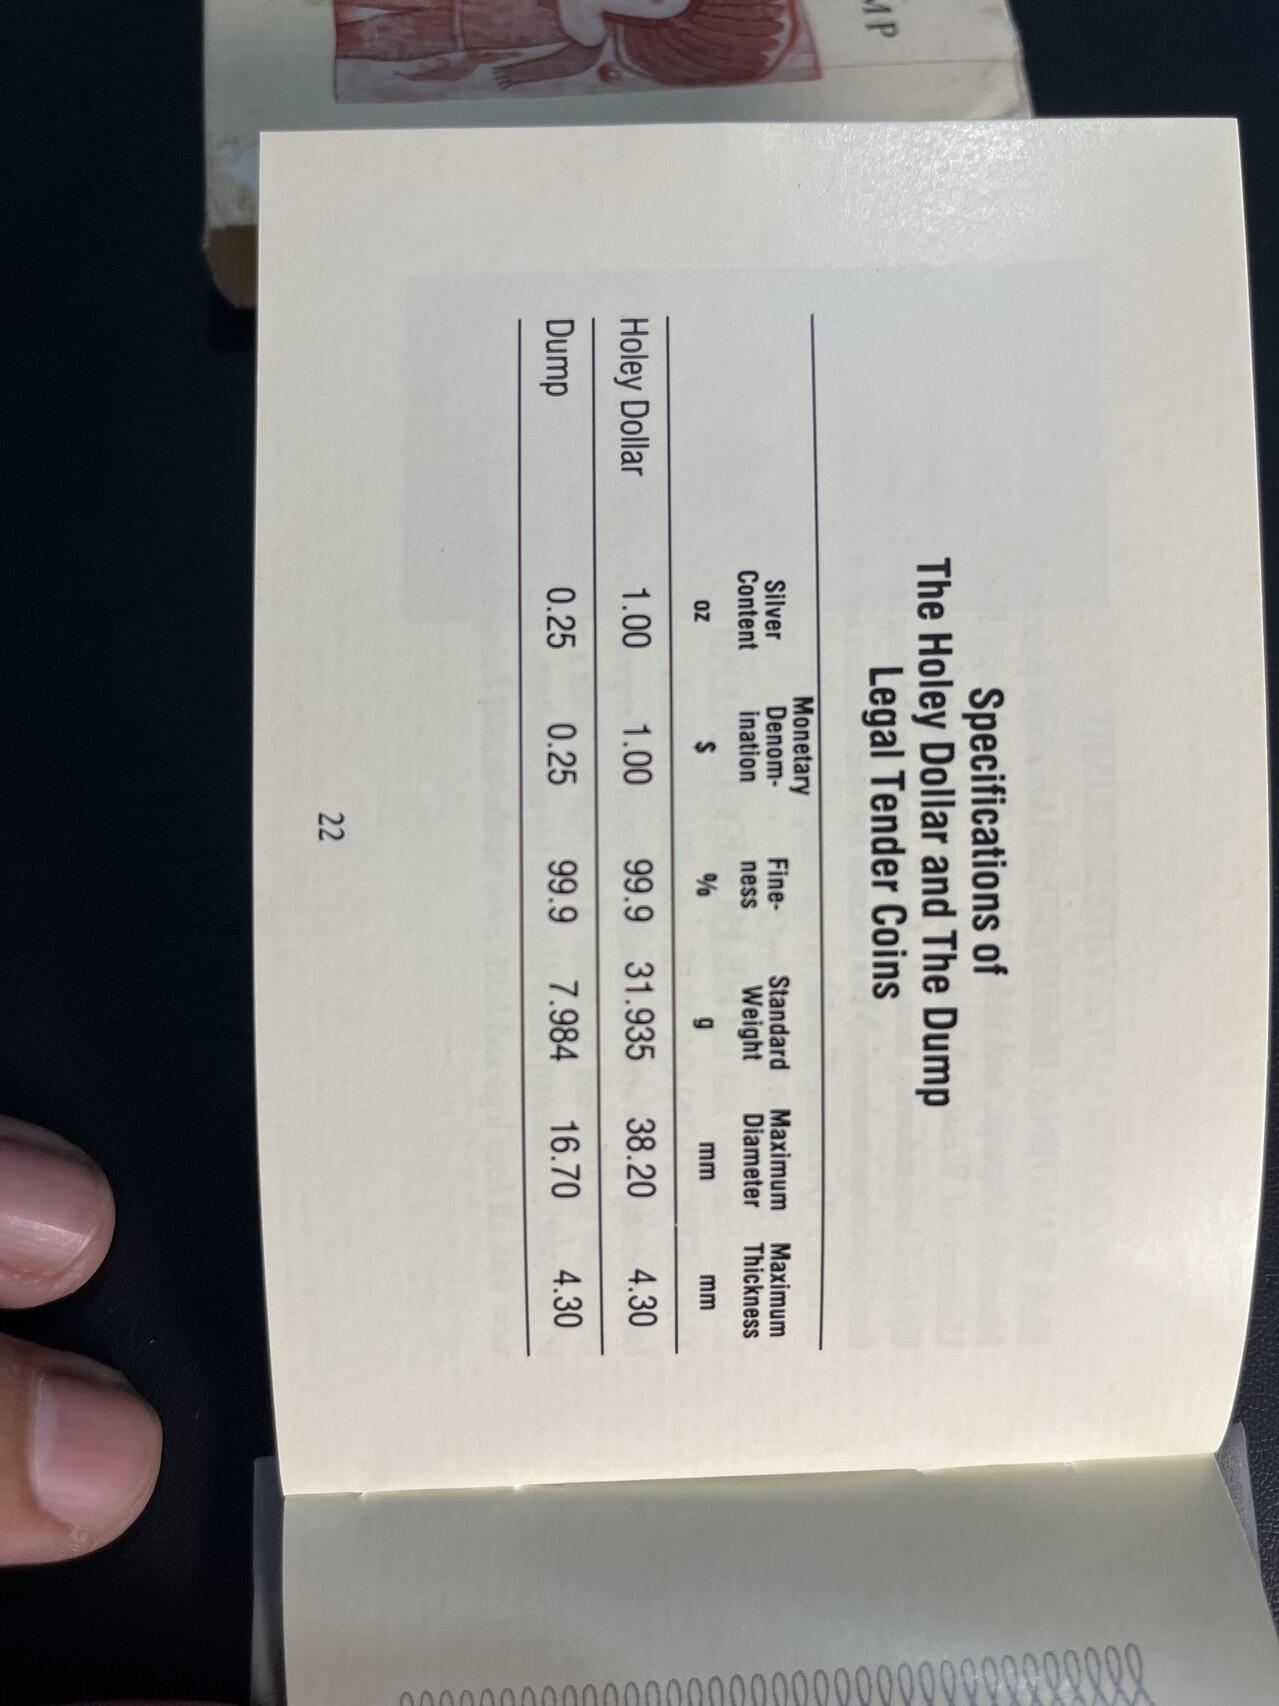 MP
Specifications of
The Holey Dollar and The Dump
Legal Tender Coins
Silver Content Monetary Denom-ination Fine-ness Standard Weight Maximum Diameter Maximum Thickness
oz $ % g mm mm
Holey Dollar 1.00 1.00 99.9 31.935 38.20 4.30
Dump 0.25 0.25 99.9 7.984 16.70 4.30
22